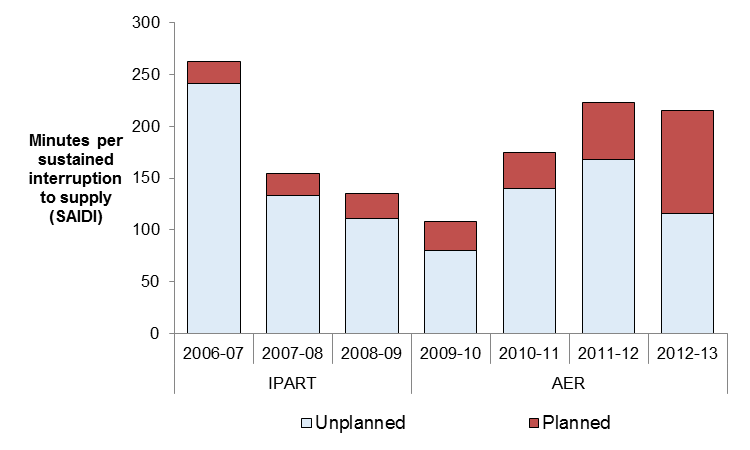 300
250
200
150
100
50
0
Minutes per
sustained
interruption
to supply
(SAIDI)
2006-07 2007-08 2008-09 2009-10 2010-11 2011-12 2012-13
IPART AER
Unplanned Planned